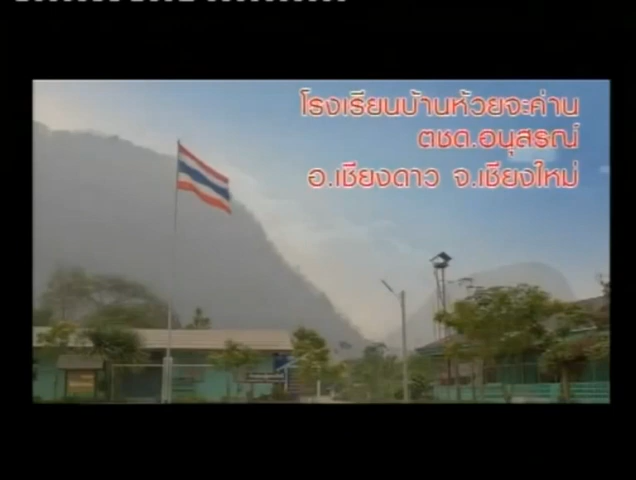 โรงเรียนบ้านห้วยจะค่าน
ตชด.อนุสรณ์
อ.เชียงดาว จ.เชียงใหม่